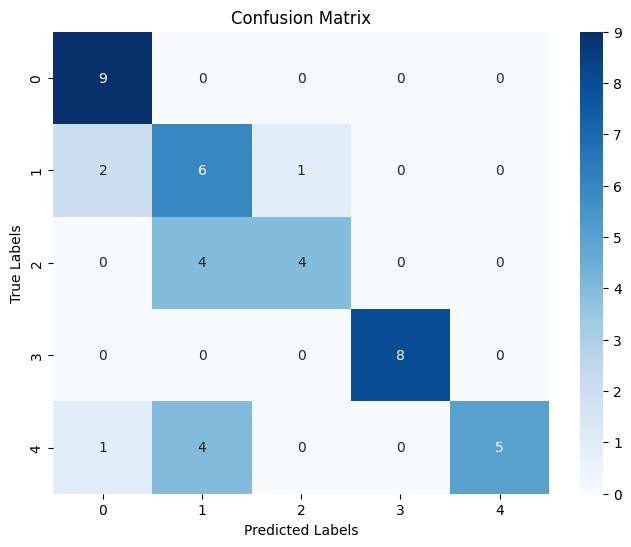 Confusion Matrix
True Labels
0 9 0 0 0 0
1 2 6 1 0 0
2 0 4 4 0 0
3 0 0 0 8 0
4 1 4 0 0 5
0 1 2 3 4
Predicted Labels
9
8
7
6
5
4
3
2
1
0